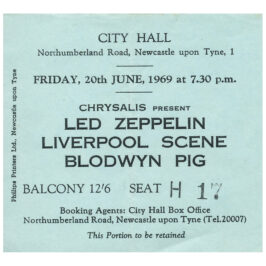 CITY HALL
Northumberland Road, Newcastle upon Tyne, 1
FRIDAY, 20th JUNE, 1969 at 7.30 p.m.
CHRYSALIS PRESENT
LED ZEPPELIN
LIVERPOOL SCENE
BLODWYN PIG
BALCONY 12'6 SEAT H 17
Booking Agents: City Hall Box Office
Northumberland Road, Newcastle upon Tyne (Tel.20007)
This Portion to be retained
Philipe Printers Ltd., Newcastle upon Tyne